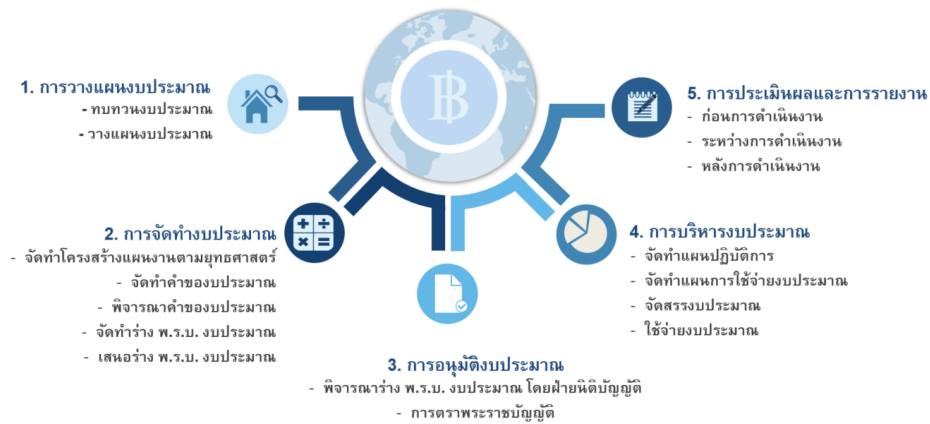 ฿
1. การวางแผนงบประมาณ
- ทบทวนงบประมาณ
- วางแผนงบประมาณ
2. การจัดทำงบประมาณ
- จัดทำโครงสร้างแผนงานตามยุทธศาสตร์
- จัดทำคำของบประมาณ
- พิจารณาคำของบประมาณ
- จัดทำร่าง พ.ร.บ. งบประมาณ
- เสนอร่าง พ.ร.บ. งบประมาณ
3. การอนุมัติงบประมาณ
- พิจารณาร่าง พ.ร.บ. งบประมาณ โดยฝ่ายนิติบัญญัติ
- การตราพระราชบัญญัติ
4. การบริหารงบประมาณ
- จัดทำแผนปฏิบัติการ
- จัดทำแผนการใช้จ่ายงบประมาณ
- จัดสรรงบประมาณ
- ใช้จ่ายงบประมาณ
5. การประเมินผลและการรายงาน
- ก่อนการดำเนินงาน
- ระหว่างการดำเนินงาน
- หลังการดำเนินงาน